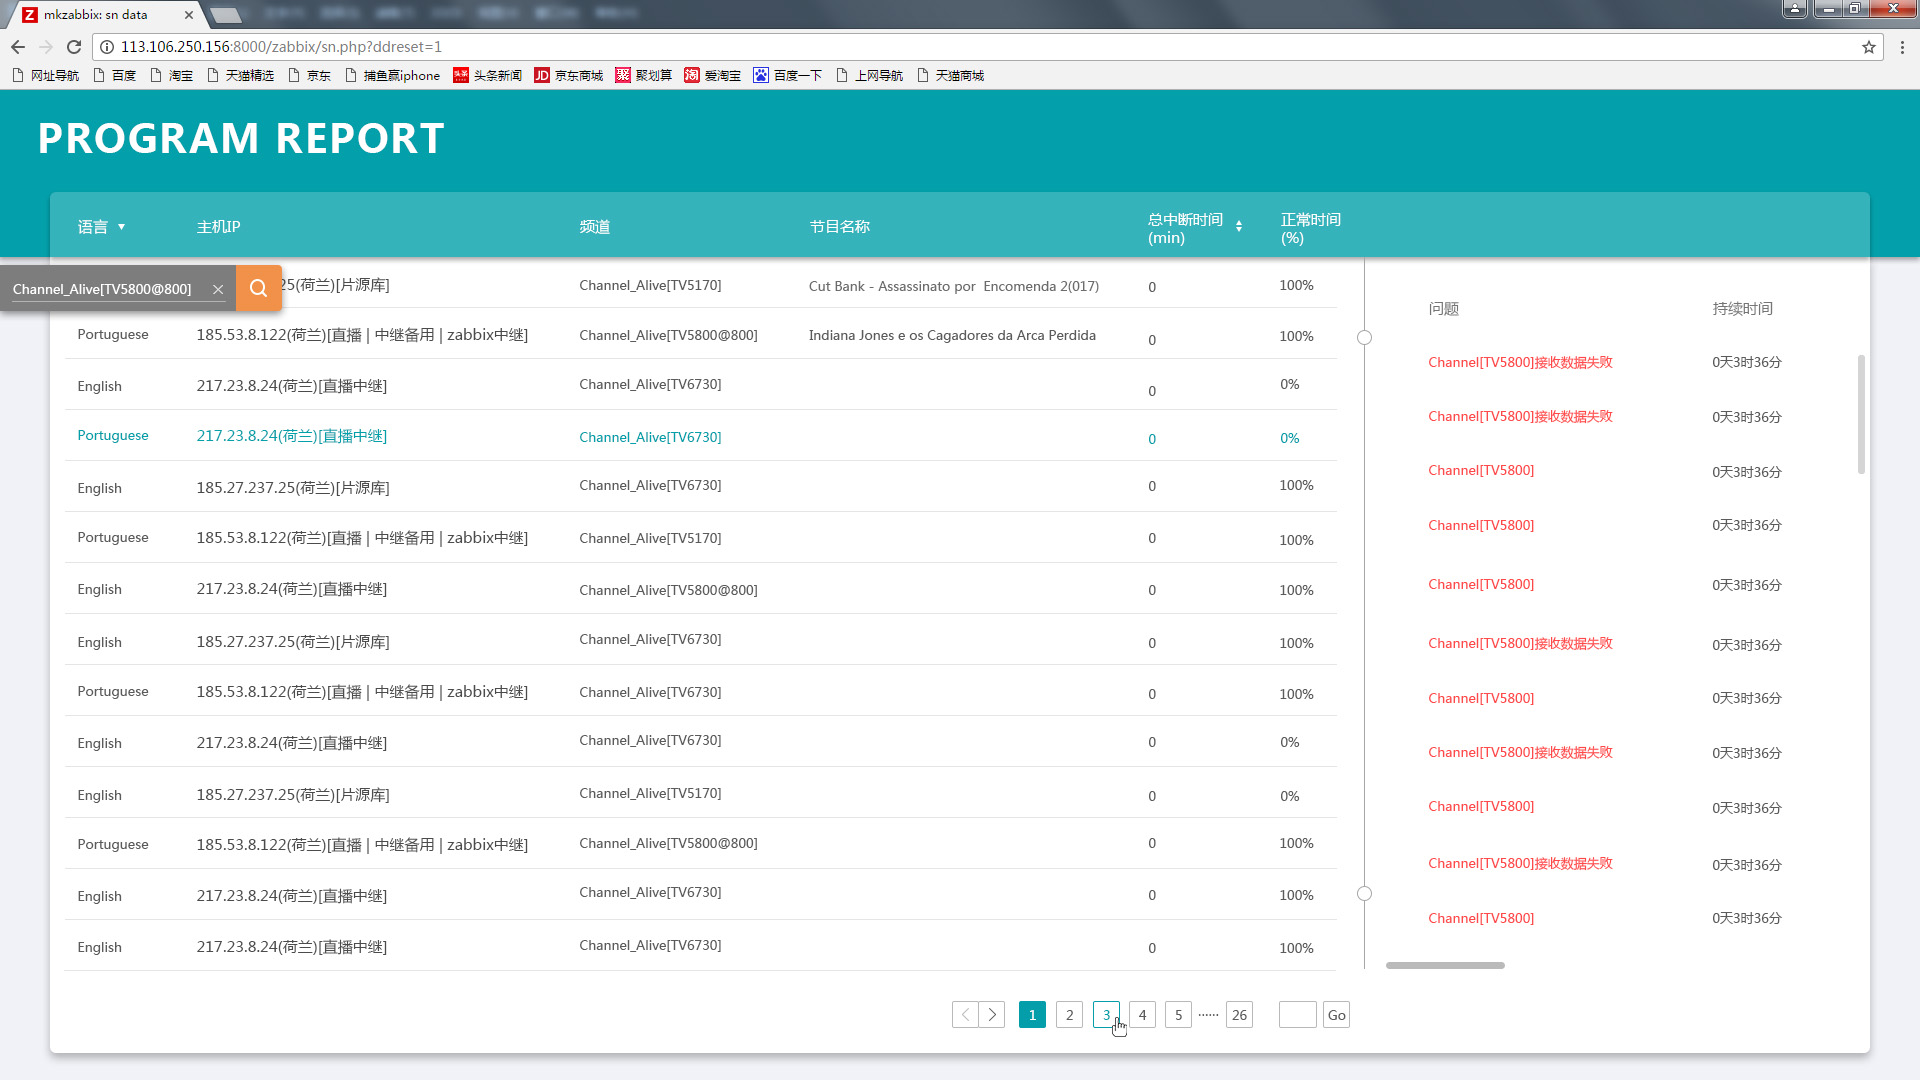 mkzabbix: sn data
113.106.250.156:8000/zabbix/sn.php?ddreset=1
网址导航 百度 淘宝 天猫精选 京东 捕鱼赢iphone 头条 头条新闻 JD 京东商城 聚 聚划算 淘 爱淘宝 百度一下 上网导航 天猫商城
PROGRAM REPORT
语言 主机IP 频道 节目名称 总中断时间 (min) 正常时间 (%)
Channel_Alive[TV5800@800]
25(荷兰)[片源库] Channel_Alive[TV5170] Cut Bank - Assassinato por Encomenda 2(017) 0 100%
Portuguese 185.53.8.122(荷兰)[直播 | 中继备用 | zabbix中继] Channel_Alive[TV5800@800] Indiana Jones e os Cagadores da Arca Perdida 0 100%
English 217.23.8.24(荷兰)[直播中继] Channel_Alive[TV6730] 0 0%
Portuguese 217.23.8.24(荷兰)[直播中继] Channel_Alive[TV6730] 0 0%
English 185.27.237.25(荷兰)[片源库] Channel_Alive[TV6730] 0 100%
Portuguese 185.53.8.122(荷兰)[直播 | 中继备用 | zabbix中继] Channel_Alive[TV5170] 0 100%
English 217.23.8.24(荷兰)[直播中继] Channel_Alive[TV5800@800] 0 100%
English 185.27.237.25(荷兰)[片源库] Channel_Alive[TV6730] 0 100%
Portuguese 185.53.8.122(荷兰)[直播 | 中继备用 | zabbix中继] Channel_Alive[TV6730] 0 100%
English 217.23.8.24(荷兰)[直播中继] Channel_Alive[TV6730] 0 0%
English 185.27.237.25(荷兰)[片源库] Channel_Alive[TV5170] 0 0%
Portuguese 185.53.8.122(荷兰)[直播 | 中继备用 | zabbix中继] Channel_Alive[TV5800@800] 0 100%
English 217.23.8.24(荷兰)[直播中继] Channel_Alive[TV6730] 0 100%
English 217.23.8.24(荷兰)[直播中继] Channel_Alive[TV6730] 0 100%
问题 持续时间
Channel[TV5800]接收数据失败 0天3时36分
Channel[TV5800]接收数据失败 0天3时36分
Channel[TV5800] 0天3时36分
Channel[TV5800] 0天3时36分
Channel[TV5800] 0天3时36分
Channel[TV5800]接收数据失败 0天3时36分
Channel[TV5800] 0天3时36分
Channel[TV5800]接收数据失败 0天3时36分
Channel[TV5800] 0天3时36分
Channel[TV5800]接收数据失败 0天3时36分
Channel[TV5800] 0天3时36分
1 2 3 4 5 ...... 26 Go